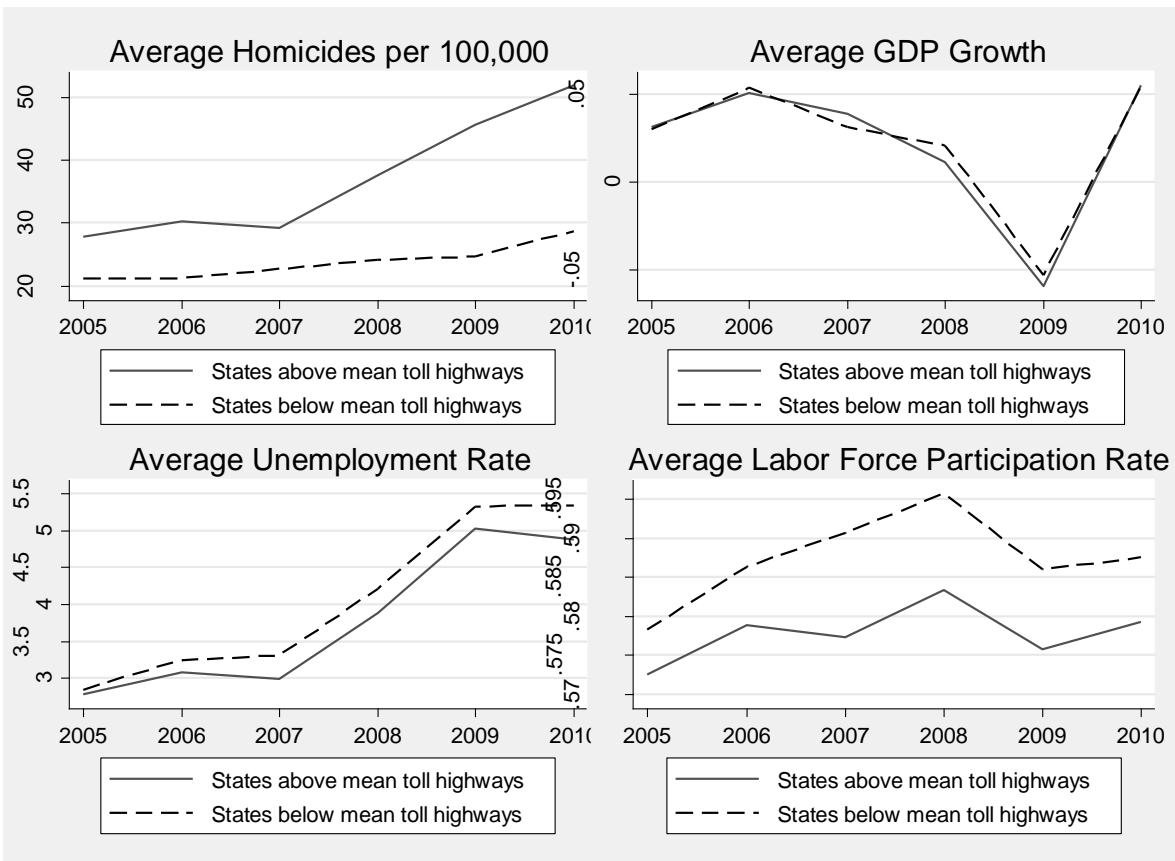 Average Homicides per 100,000
50
40
30
20
2005 2006 2007 2008 2009 2010
States above mean toll highways
States below mean toll highways
Average GDP Growth
.05
0
-.05
2005 2006 2007 2008 2009 2010
States above mean toll highways
States below mean toll highways
Average Unemployment Rate
5.5
5
4.5
4
3.5
3
2005 2006 2007 2008 2009 2010
States above mean toll highways
States below mean toll highways
Average Labor Force Participation Rate
.595
.59
.585
.58
.575
.57
2005 2006 2007 2008 2009 2010
States above mean toll highways
States below mean toll highways